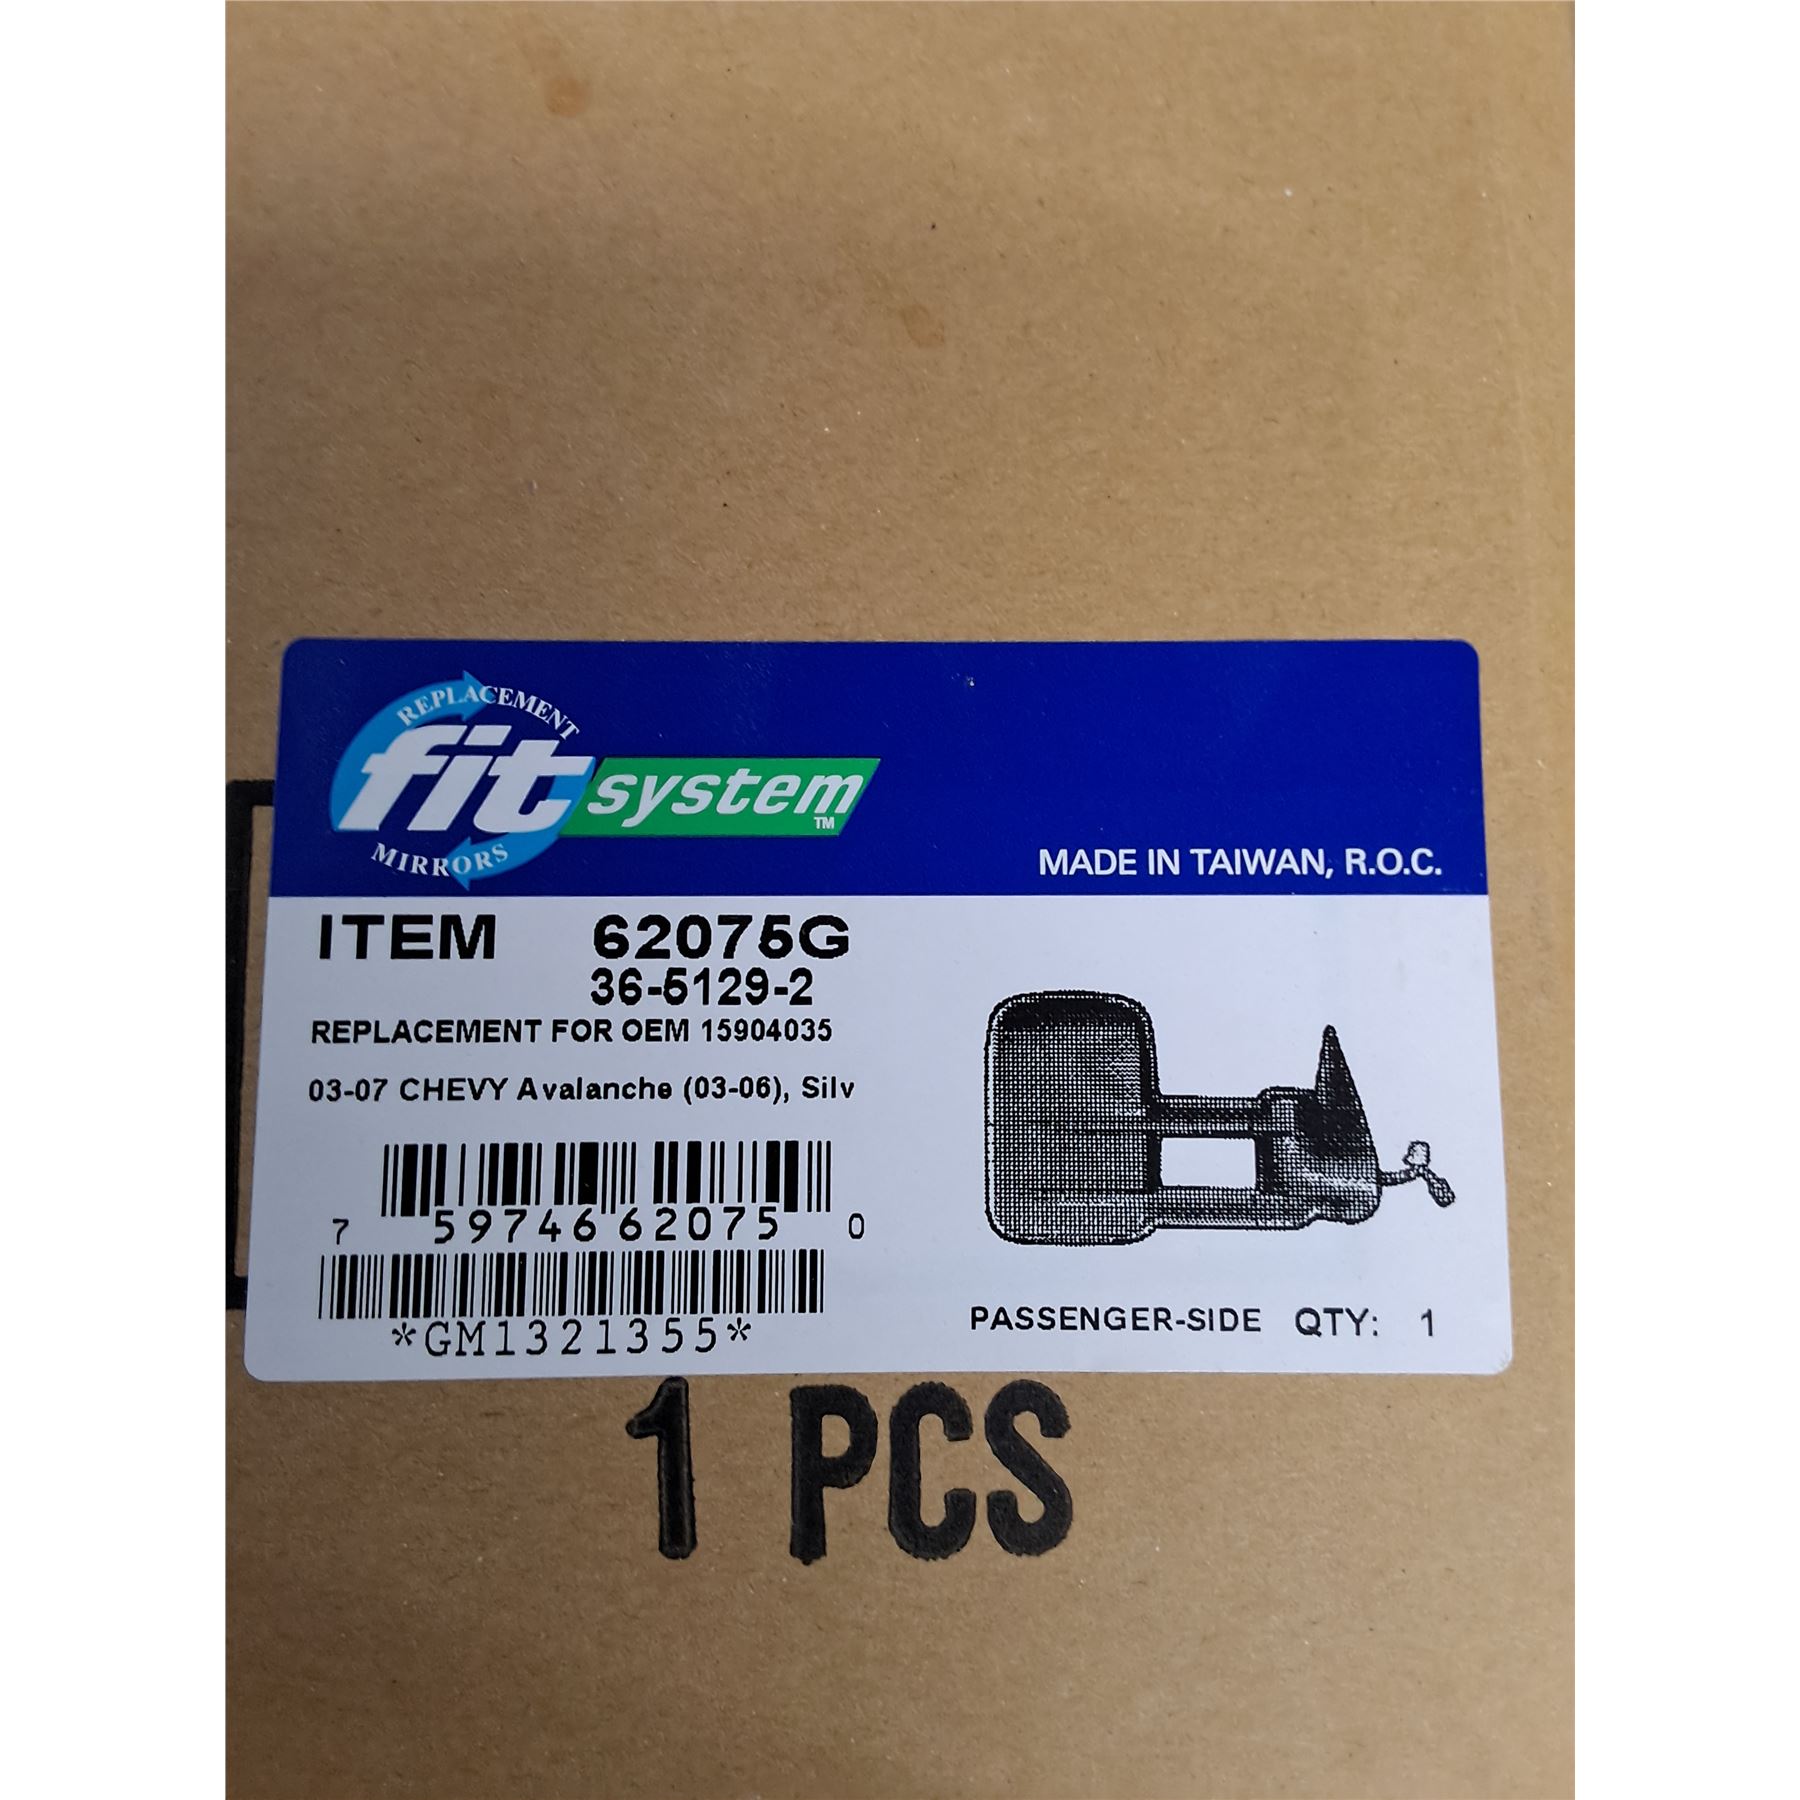 REPLACEMENT
fit system™
MIRRORS
MADE IN TAIWAN, R.O.C.
ITEM 62075G
36-5129-2
REPLACEMENT FOR OEM 15904035
03-07 CHEVY Avalanche (03-06), Silv
7 59746 62075 0
*GM1321355*
PASSENGER-SIDE QTY: 1
1 PCS